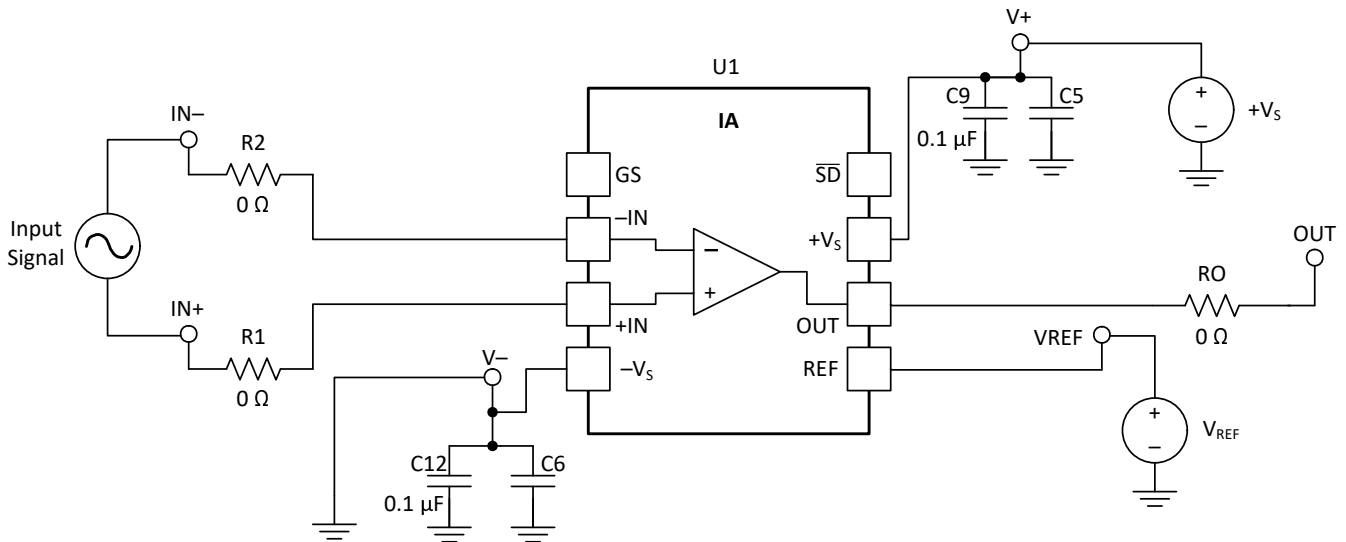 V+
U1
C9
C5
+
–
+VS
0.1 µF
IA
IN–
R2
0 Ω
GS
SD
–IN
+VS
Input
Signal
–
+
OUT
RO
0 Ω
IN+
R1
0 Ω
+IN
OUT
VREF
V–
–VS
REF
+
–
VREF
C12
C6
0.1 µF